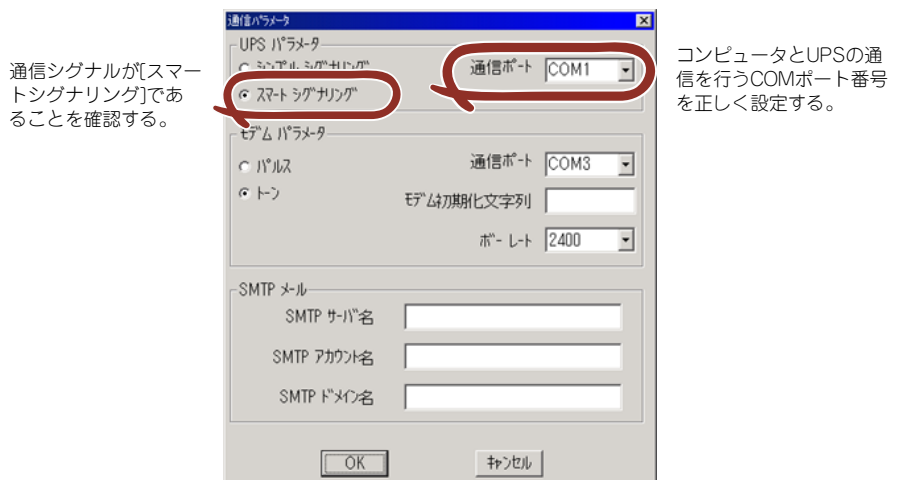 通信パラメータ
UPS パラメータ
シンプル シグナリング
通信ポート COM1
スマート シグナリング
通信シグナルが[スマー
トシグナリング]であ
ることを確認する。
コンピュータとUPSの通
信を行うCOMポート番号
を正しく設定する。
モデム パラメータ
パルス
通信ポート COM3
トーン
モデム初期化文字列
ボー レート 2400
SMTP メール
SMTP サーバ名
SMTP アカウント名
SMTP ドメイン名
OK
キャンセル